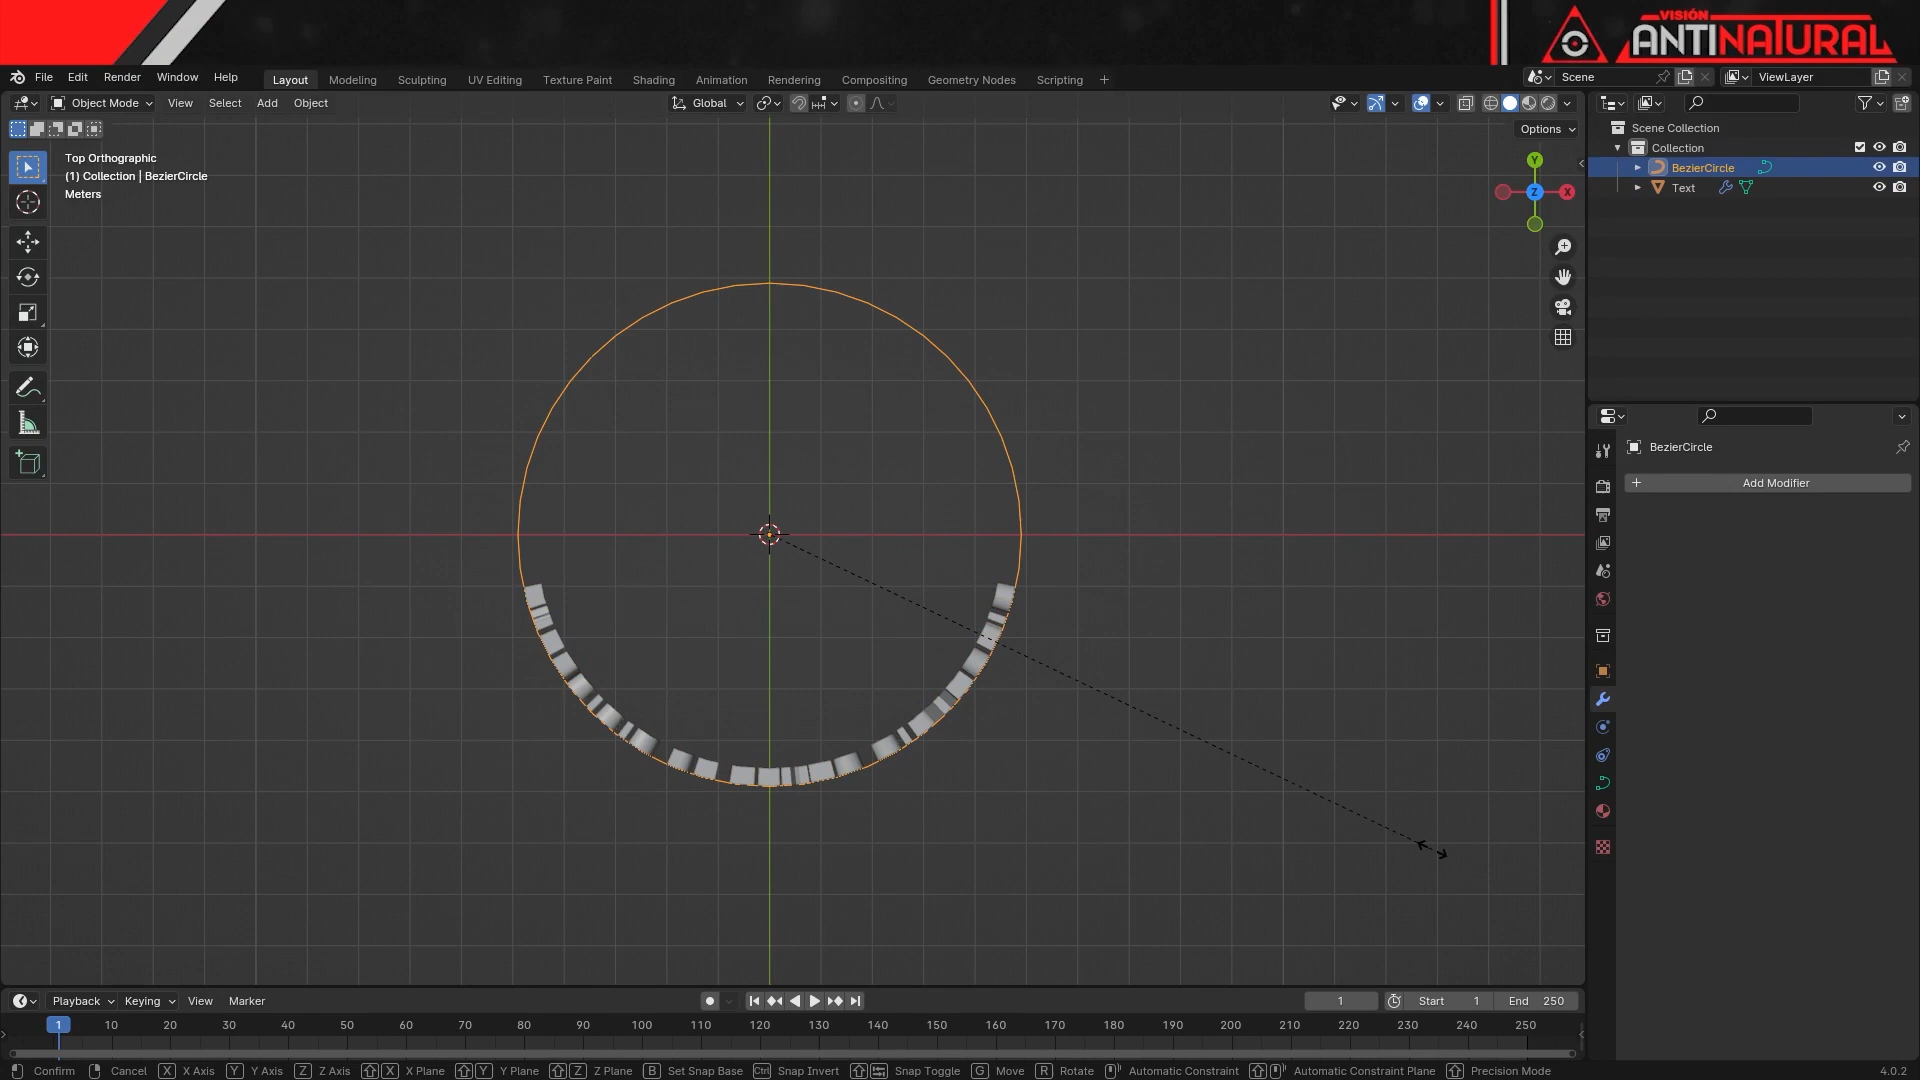 VISIÓN
ANTINATURAL
File Edit Render Window Help
Layout Modeling Sculpting UV Editing Texture Paint Shading Animation Rendering Compositing Geometry Nodes Scripting +
Scene
ViewLayer
Object Mode View Select Add Object
Global
Options
Top Orthographic
(1) Collection | BezierCircle
Meters
Y
Z
X
Scene Collection
Collection
BezierCircle
Text
BezierCircle
+ Add Modifier
Playback Keying View Marker
1
Start 1
End 250
1 10 20 30 40 50 60 70 80 90 100 110 120 130 140 150 160 170 180 190 200 210 220 230 240 250
Confirm Cancel X X Axis Y Y Axis Z Z Axis X X Plane Y Y Plane Z Z Plane B Set Snap Base Ctrl Snap Invert Snap Toggle G Move R Rotate Automatic Constraint Automatic Constraint Plane Precision Mode 4.0.2